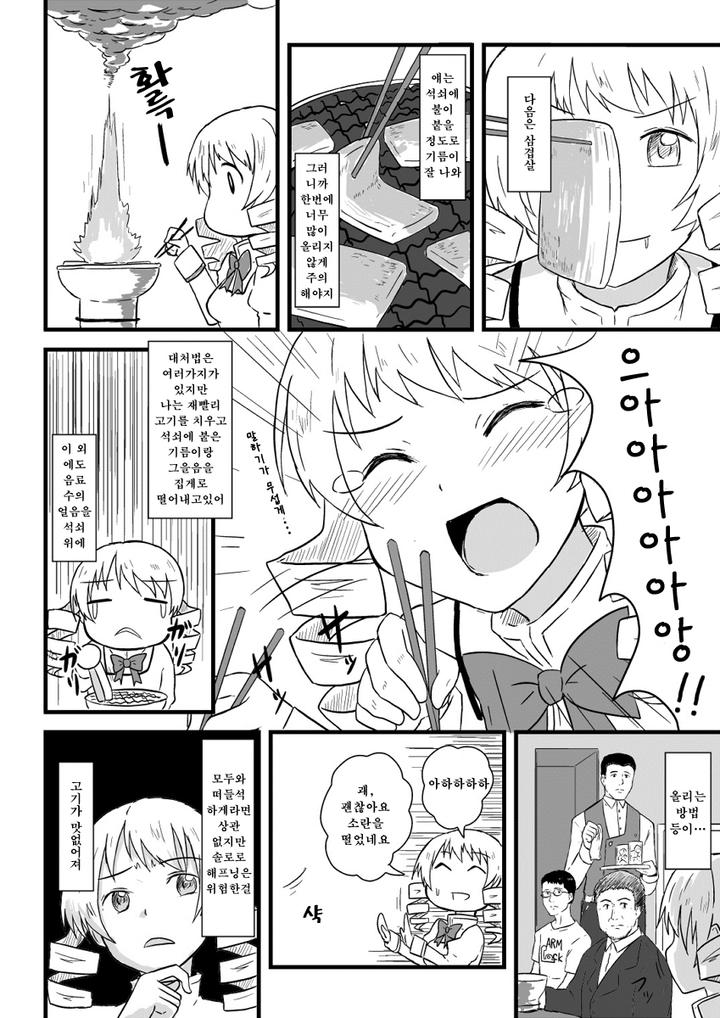 다음은 삼겹살
얘는
석쇠에
불이
붙을
정도로
기름이
잘 나와
그러
니까
한번에
너무
많이
올리지
않게
주의
해야지
화륵ㅡ
으아아아아아앙!!
말하기가 무섭게...
대처법은
여러가지가
있지만
나는 재빨리
고기를 치우고
석쇠에 붙은
기름이랑
그을음을
집게로
떨어내고있어
이 외
에도
음료
수의
얼음을
석쇠
위에
ガ
ガ
올리는
방법
등이...
ARM
아하하하하
괘,
괜찮아요
소란을
떨었네요
샥
모두와
떠들석
하게라면
상관
없지만
솔로로
해프닝은
위험한걸
고기가 맛없어져